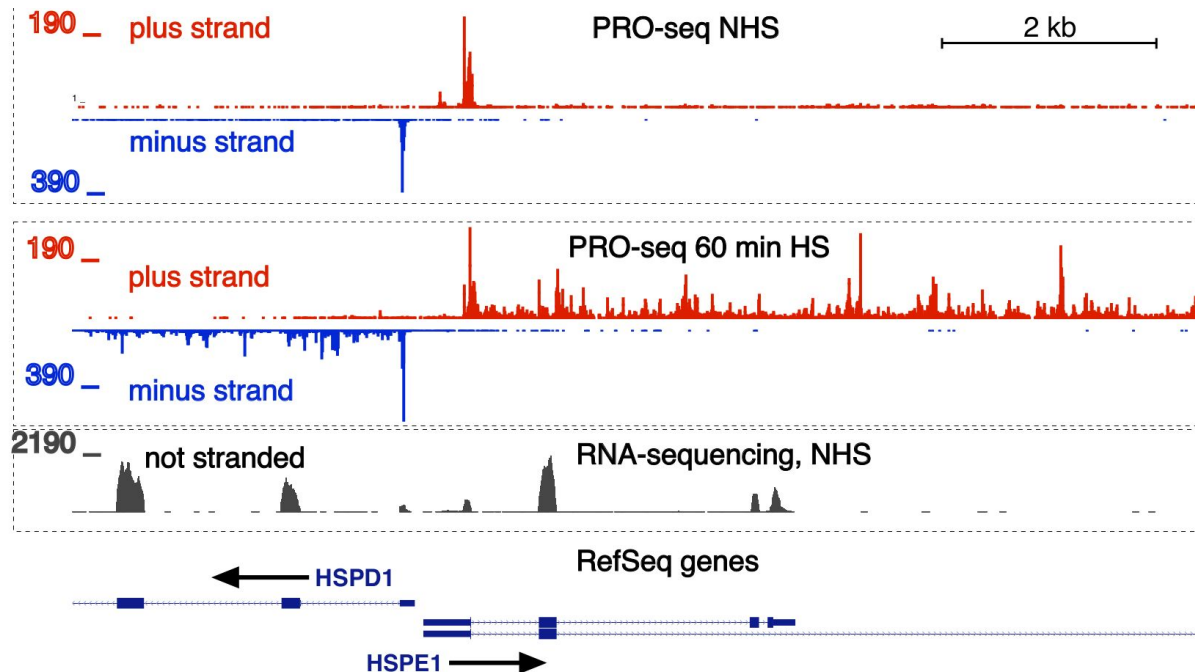 190 plus strand PRO-seq NHS 2 kb
1
minus strand
390
190 PRO-seq 60 min HS
plus strand
390 minus strand
2190 not stranded RNA-sequencing, NHS
RefSeq genes
HSPD1
HSPE1